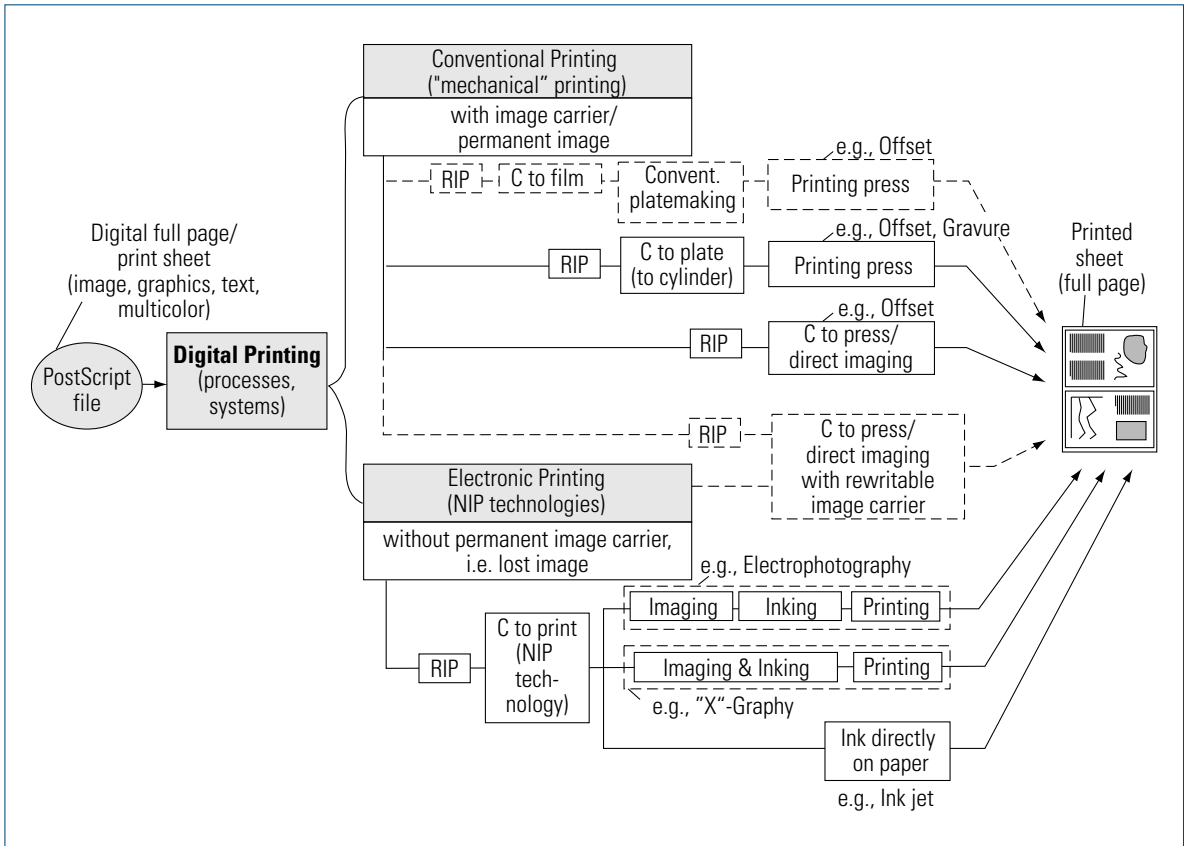 Conventional Printing
("mechanical” printing)
with image carrier/
permanent image
e.g., Offset
RIP
C to film
Convent.
platemaking
Printing press
Digital full page/
print sheet
(image, graphics, text,
multicolor)
e.g., Offset, Gravure
RIP
C to plate
(to cylinder)
Printing press
Printed
sheet
(full page)
e.g., Offset
RIP
C to press/
direct imaging
PostScript
file
Digital Printing
(processes,
systems)
RIP
C to press/
direct imaging
with rewritable
image carrier
Electronic Printing
(NIP technologies)
without permanent image carrier,
i.e. lost image
e.g., Electrophotography
Imaging
Inking
Printing
RIP
C to print
(NIP
tech-
nology)
Imaging & Inking
Printing
e.g., ”X“-Graphy
Ink directly
on paper
e.g., Ink jet